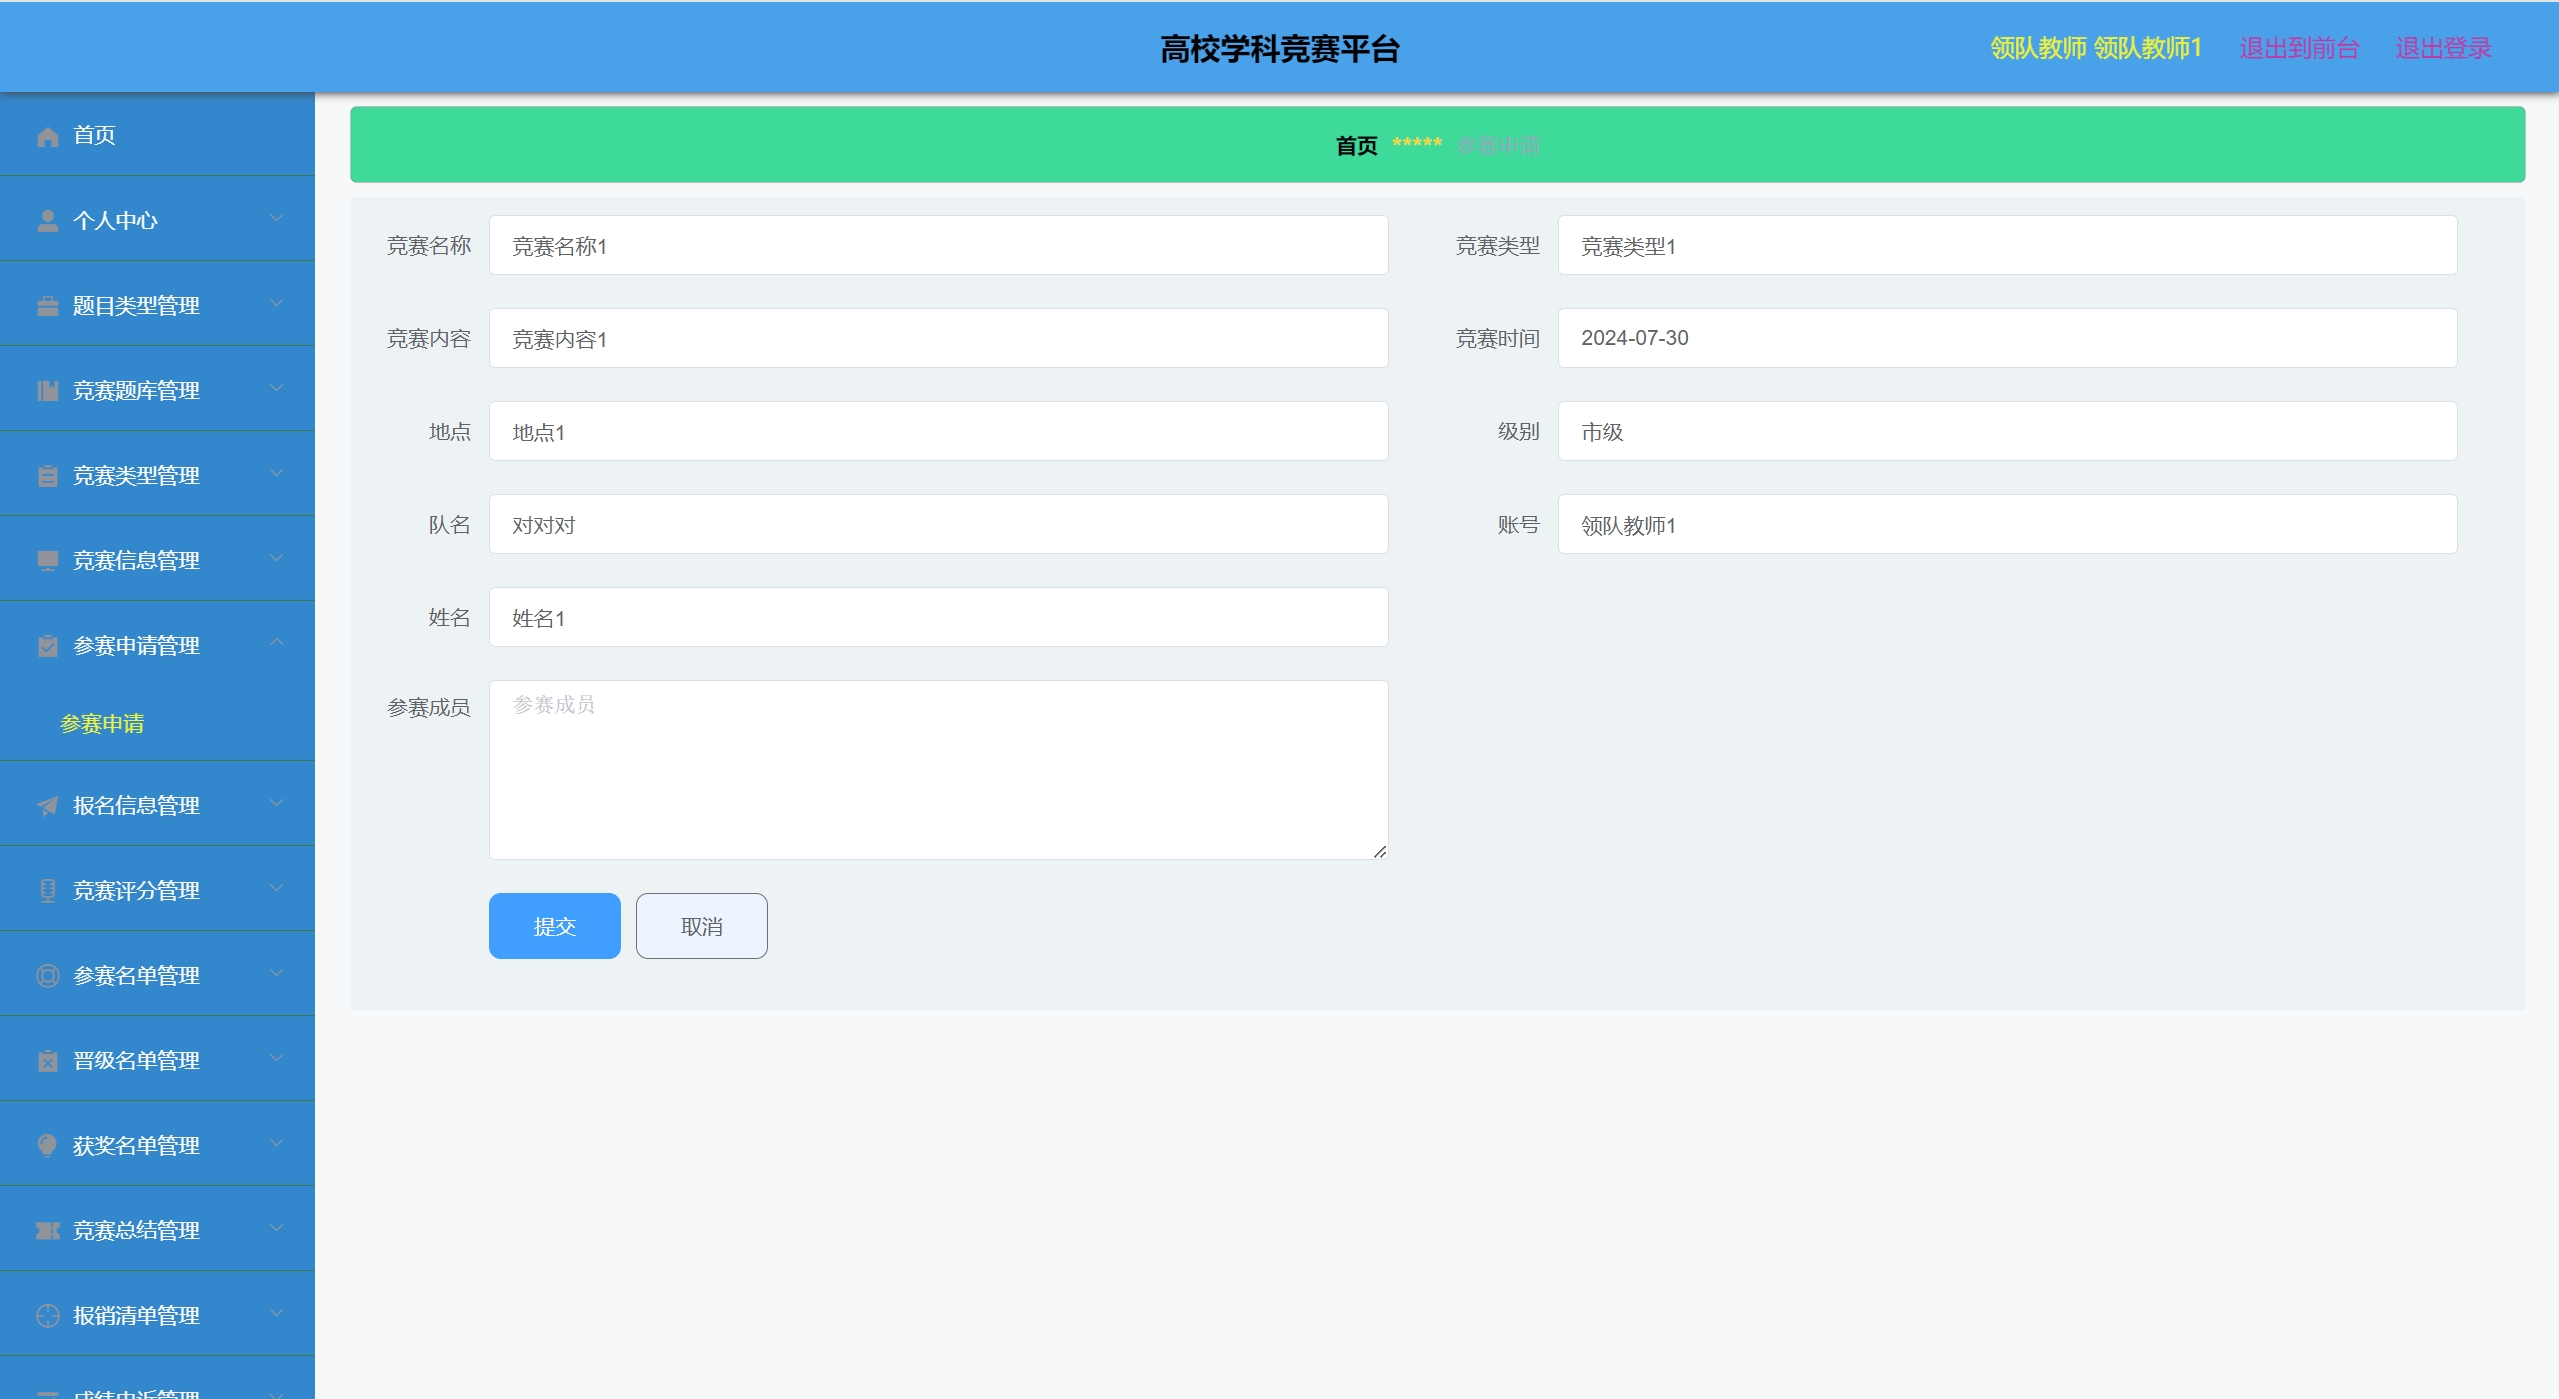 高校学科竞赛平台
领队教师 领队教师1 退出到前台 退出登录
首页
个人中心
题目类型管理
竞赛题库管理
竞赛类型管理
竞赛信息管理
参赛申请管理
参赛申请
报名信息管理
竞赛评分管理
参赛名单管理
晋级名单管理
获奖名单管理
竞赛总结管理
报销清单管理
成绩申诉管理
首页 ***** 参赛申请
竞赛名称 竞赛名称1 竞赛类型 竞赛类型1
竞赛内容 竞赛内容1 竞赛时间 2024-07-30
地点 地点1 级别 市级
队名 对对对 账号 领队教师1
姓名 姓名1
参赛成员 参赛成员
提交 取消